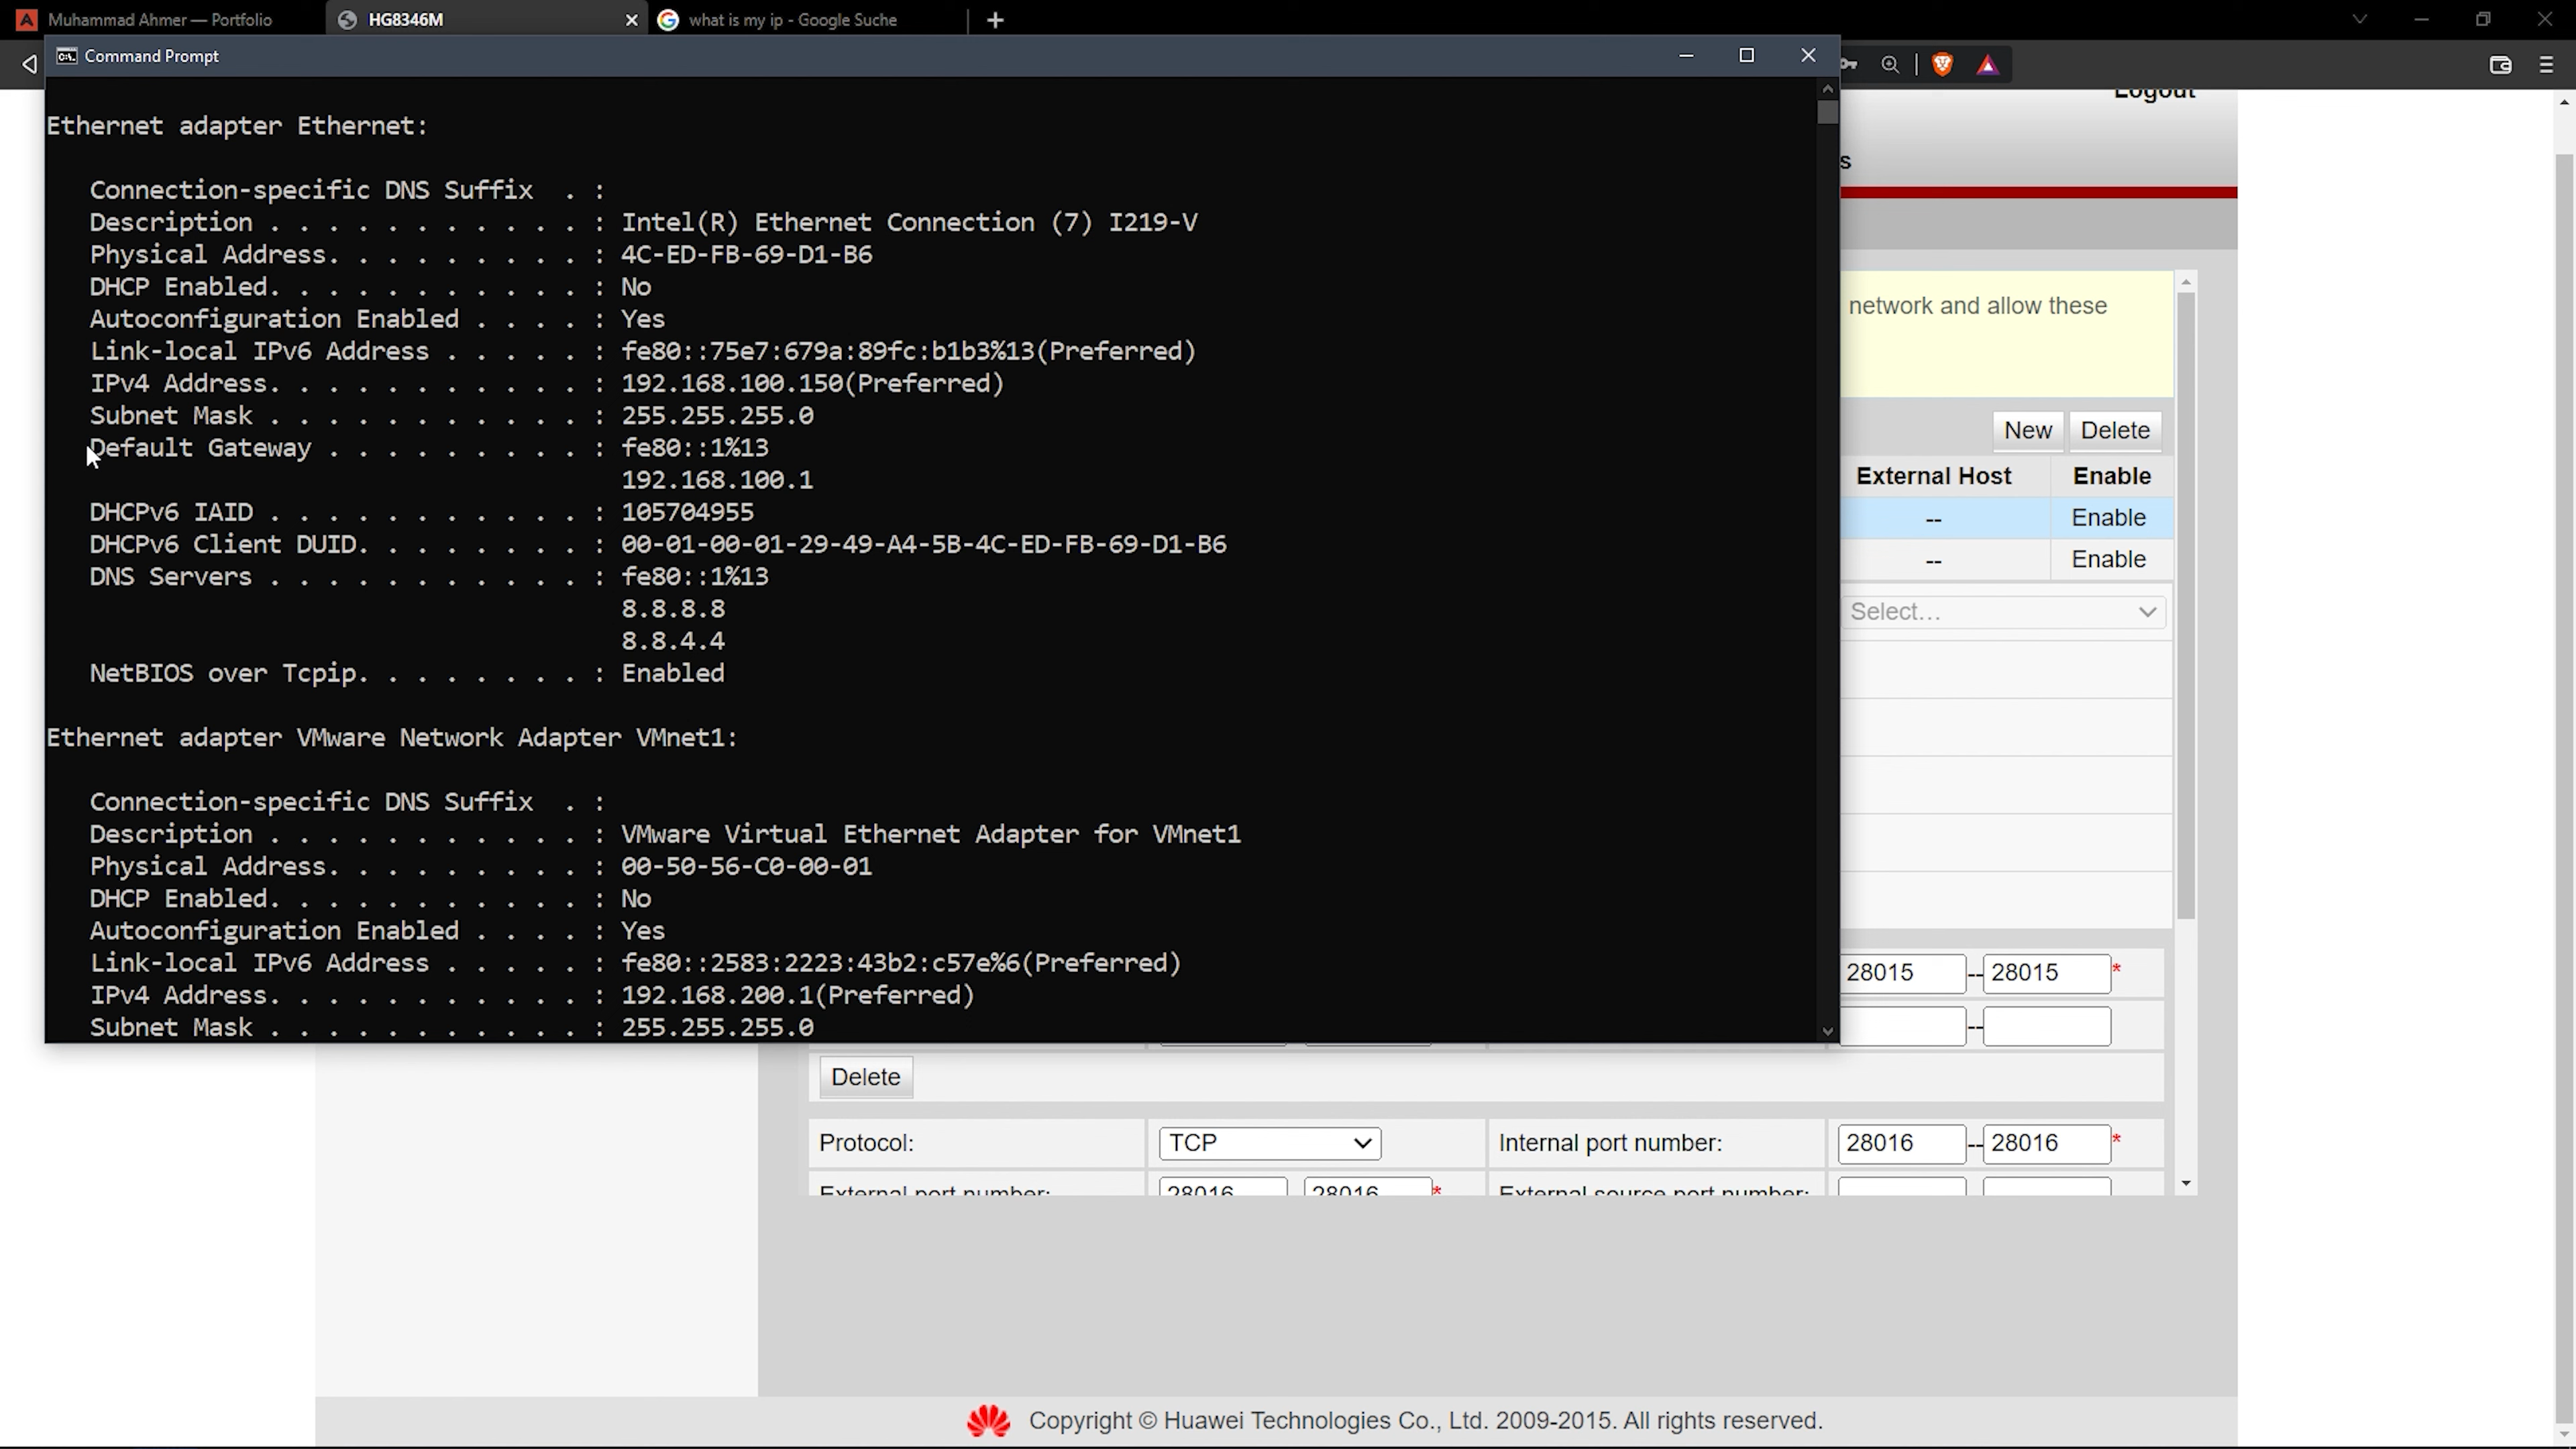 Muhammad Ahmer — Portfolio
HG8346M
what is my ip - Google Suche
Command Prompt
Logout
s
Ethernet adapter Ethernet:
Connection-specific DNS Suffix  . :
Description . . . . . . . . . . . : Intel(R) Ethernet Connection (7) I219-V
Physical Address. . . . . . . . . : 4C-ED-FB-69-D1-B6
DHCP Enabled. . . . . . . . . . . : No
Autoconfiguration Enabled . . . . : Yes
Link-local IPv6 Address . . . . . : fe80::75e7:679a:89fc:b1b3%13(Preferred)
IPv4 Address. . . . . . . . . . . : 192.168.100.150(Preferred)
Subnet Mask . . . . . . . . . . . : 255.255.255.0
Default Gateway . . . . . . . . . : fe80::1%13
192.168.100.1
DHCPv6 IAID . . . . . . . . . . . : 105704955
DHCPv6 Client DUID. . . . . . . . : 00-01-00-01-29-49-A4-5B-4C-ED-FB-69-D1-B6
DNS Servers . . . . . . . . . . . : fe80::1%13
8.8.8.8
8.8.4.4
NetBIOS over Tcpip. . . . . . . . : Enabled
Ethernet adapter VMware Network Adapter VMnet1:
Connection-specific DNS Suffix  . :
Description . . . . . . . . . . . : VMware Virtual Ethernet Adapter for VMnet1
Physical Address. . . . . . . . . : 00-50-56-C0-00-01
DHCP Enabled. . . . . . . . . . . : No
Autoconfiguration Enabled . . . . : Yes
Link-local IPv6 Address . . . . . : fe80::2583:2223:43b2:c57e%6(Preferred)
IPv4 Address. . . . . . . . . . . : 192.168.200.1(Preferred)
Subnet Mask . . . . . . . . . . . : 255.255.255.0
network and allow these
New Delete
External Host Enable
-- Enable
-- Enable
Select...
28015 -- 28015 *
--
Delete
Protocol: TCP Internal port number: 28016 -- 28016 *
External port number: 28016 28016 * External source port number:
Copyright © Huawei Technologies Co., Ltd. 2009-2015. All rights reserved.